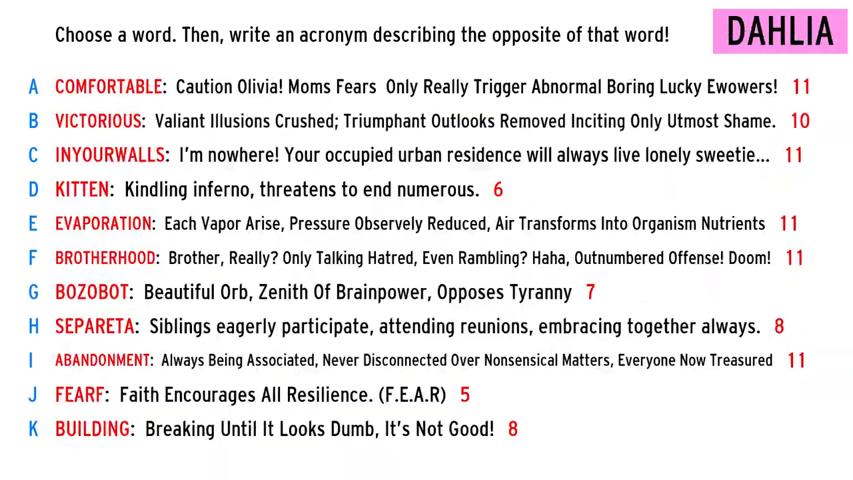 Choose a word. Then, write an acronym describing the opposite of that word!
DAHLIA
A COMFORTABLE: Caution Olivia! Moms Fears Only Really Trigger Abnormal Boring Lucky Ewowers! 11
B VICTORIOUS: Valiant Illusions Crushed; Triumphant Outlooks Removed Inciting Only Utmost Shame. 10
C INYOURWALLS: I'm nowhere! Your occupied urban residence will always live lonely sweetie... 11
D KITTEN: Kindling inferno, threatens to end numerous. 6
E EVAPORATION: Each Vapor Arise, Pressure Observely Reduced, Air Transforms Into Organism Nutrients 11
F BROTHERHOOD: Brother, Really? Only Talking Hatred, Even Rambling? Haha, Outnumbered Offense! Doom! 11
G BOZOBOT: Beautiful Orb, Zenith Of Brainpower, Opposes Tyranny 7
H SEPARETA: Siblings eagerly participate, attending reunions, embracing together always. 8
I ABANDONMENT: Always Being Associated, Never Disconnected Over Nonsensical Matters, Everyone Now Treasured 11
J FEARF: Faith Encourages All Resilience. (F.E.A.R) 5
K BUILDING: Breaking Until It Looks Dumb, It's Not Good! 8